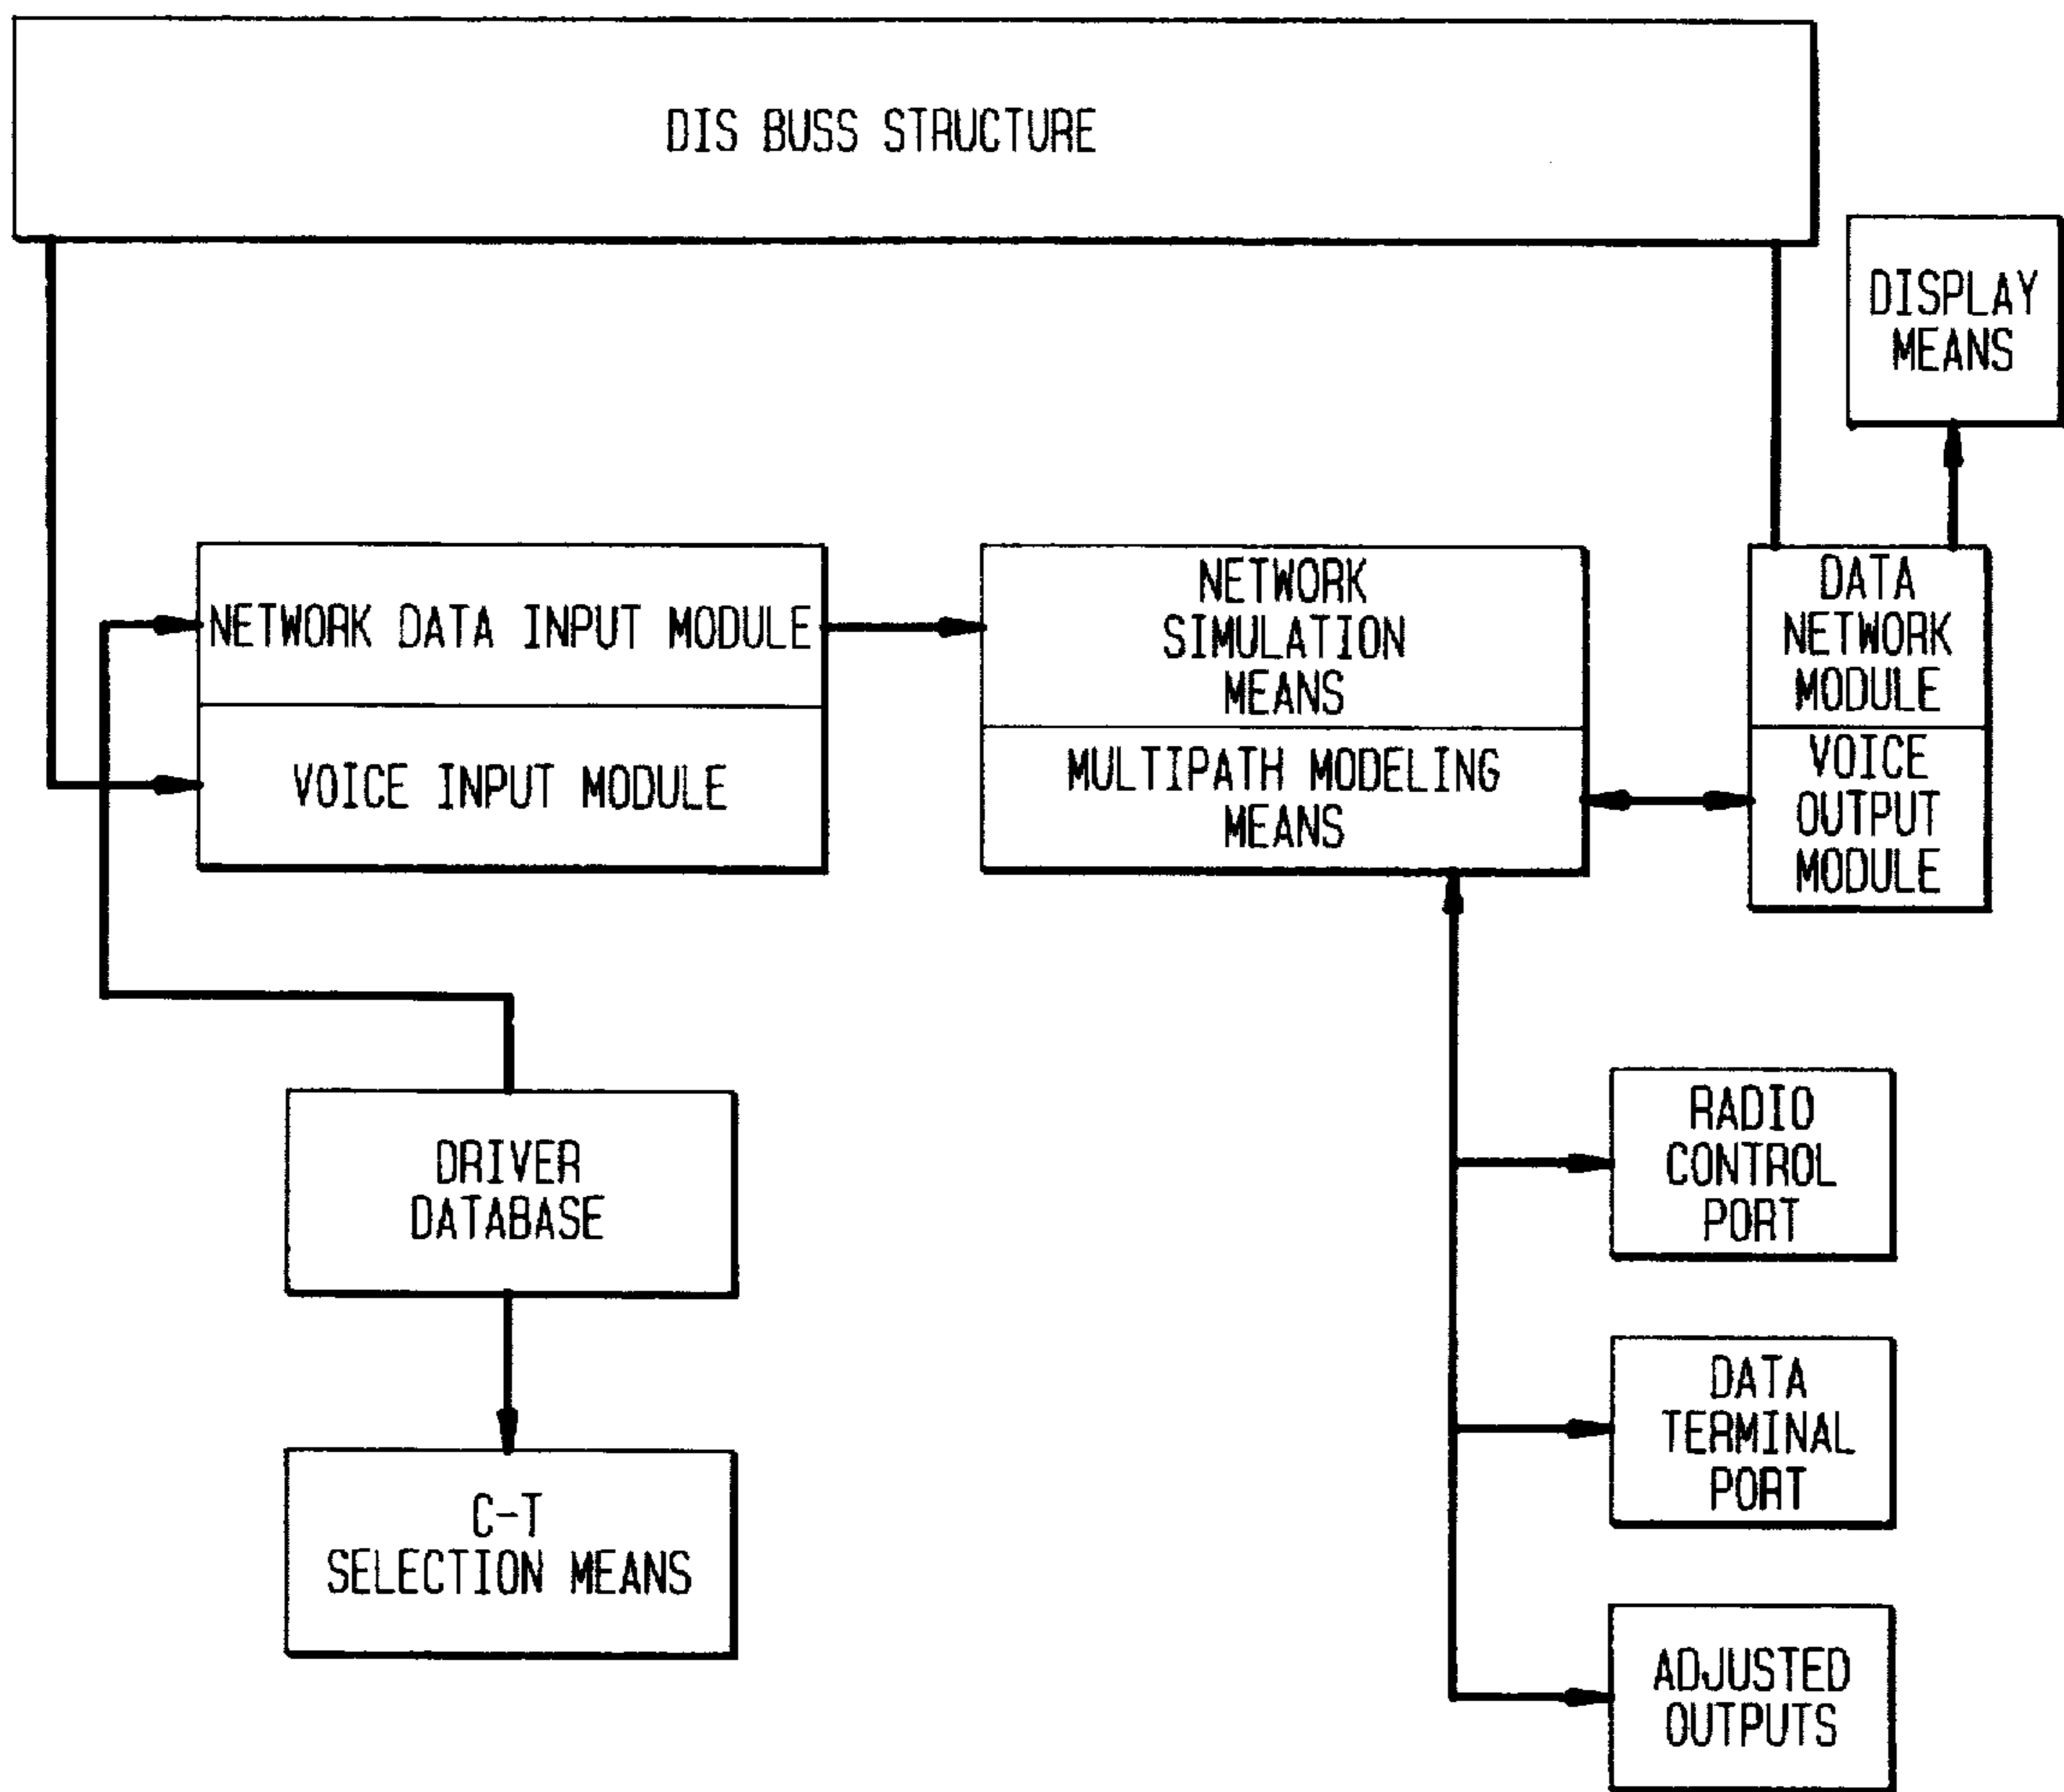 DIS BUSS STRUCTURE
DISPLAY
MEANS
NETWORK DATA INPUT MODULE
VOICE INPUT MODULE
NETWORK
SIMULATION
MEANS
MULTIPATH MODELING
MEANS
DATA
NETWORK
MODULE
VOICE
OUTPUT
MODULE
DRIVER
DATABASE
C-T
SELECTION MEANS
RADIO
CONTROL
PORT
DATA
TERMINAL
PORT
ADJUSTED
OUTPUTS